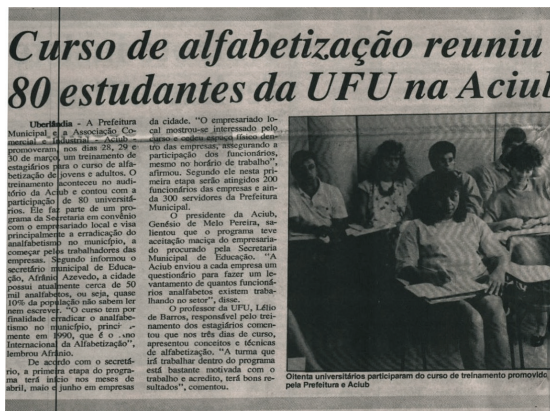 Curso de alfabetização reuniu
80 estudantes da UFU na Aciub
Uberlândia - A Prefeitura
Municipal e a Associação Co-
mercial e Industrial - Aciub -
promoveram, nos dias 28, 29 e
30 de março, um treinamento de
estagiários para o curso de alfa-
betização de jovens e adultos. O
treinamento aconteceu no audi-
tório da Aciub e contou com a
participação de 80 universitá-
rios. Ele faz parte de um pro-
grama da Secretaria em convênio
com o empresariado local e visa
principalmente a erradicação do
analfabetismo no município, a
começar pelos trabalhadores das
empresas. Segundo informou o
secretário municipal de Educa-
ção, Afrânio Azevedo, a cidade
possui atualmente cerca de 50
mil analfabetos, ou seja, quase
10% da população não sabem ler
nem escrever. "O curso tem por
finalidade erradicar o analfabe-
tismo no município,
mente em 1990, que é o
Internacional da Alfabetização",
lembrou Afrânio.
De acordo com o secretá-
rio, a primeira etapa do progra-
ma terá início nos meses de
abril, maio e junho em empresas
da cidade. "O empresariado lo-
cal mostrou-se interessado pelo
curso e cedeu espaço físico den-
tro das empresas, assegurando a
participação dos funcionários,
mesmo no horário de trabalho",
afirmou. Segundo ele nesta pri-
meira etapa serão atingidos 200
funcionários das empresas e ain-
da 300 servidores da Prefeitura
Municipal.
O presidente da Aciub,
Genésio de Melo Pereira, sa-
lientou que o programa teve
aceitação maciça do empresaria-
do procurado pela Secretaria
Municipal de Educação. "A
Aciub envia a cada empresa um
questionário para fazer um le-
vantamento de quantos funcioná-
rios analfabetos existem traba-
lhando no setor", disse.
O professor da UFU, Lélio
de Barros, responsável pelo trei-
namento dos estagiários comen-
tou que nos três dias de curso,
apresentou conceitos e técnicas
de alfabetização. "A turma que
irá trabalhar dentro do programa
está bastante motivada com o
trabalho e acredito, terá bons re-
sultados", comentou.
Oitenta universitários participaram do curso de treinamento promovido
pela Prefeitura e Aciub